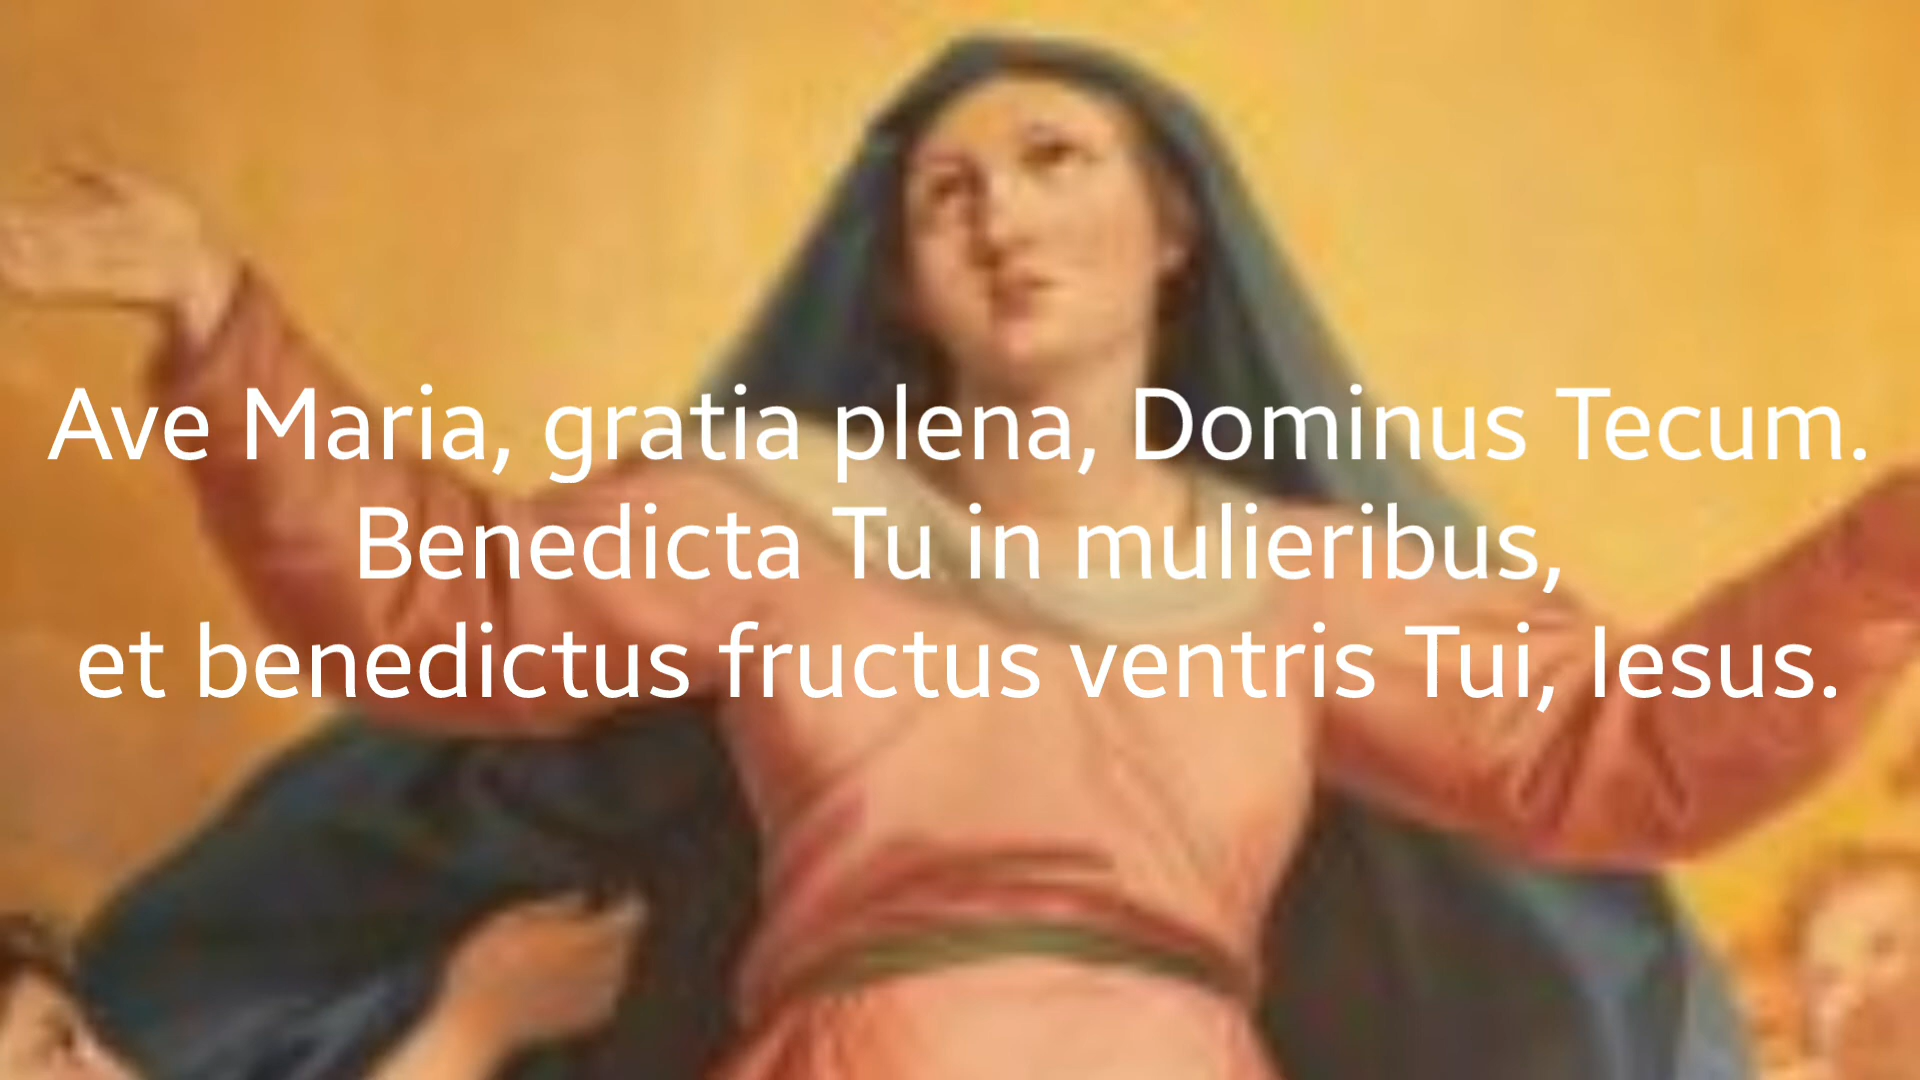 Ave Maria, gratia plena, Dominus Tecum.
Benedicta Tu in mulieribus,
et benedictus fructus ventris Tui, Iesus.